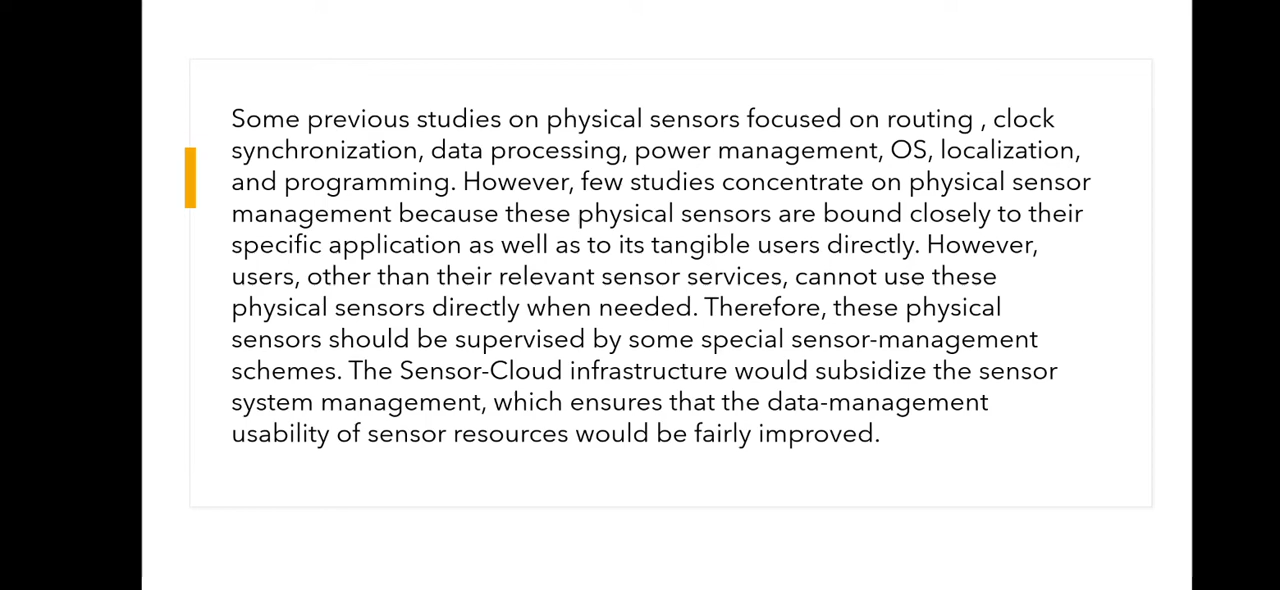 Some previous studies on physical sensors focused on routing , clock
synchronization, data processing, power management, OS, localization,
and programming. However, few studies concentrate on physical sensor
management because these physical sensors are bound closely to their
specific application as well as to its tangible users directly. However,
users, other than their relevant sensor services, cannot use these
physical sensors directly when needed. Therefore, these physical
sensors should be supervised by some special sensor-management
schemes. The Sensor-Cloud infrastructure would subsidize the sensor
system management, which ensures that the data-management
usability of sensor resources would be fairly improved.